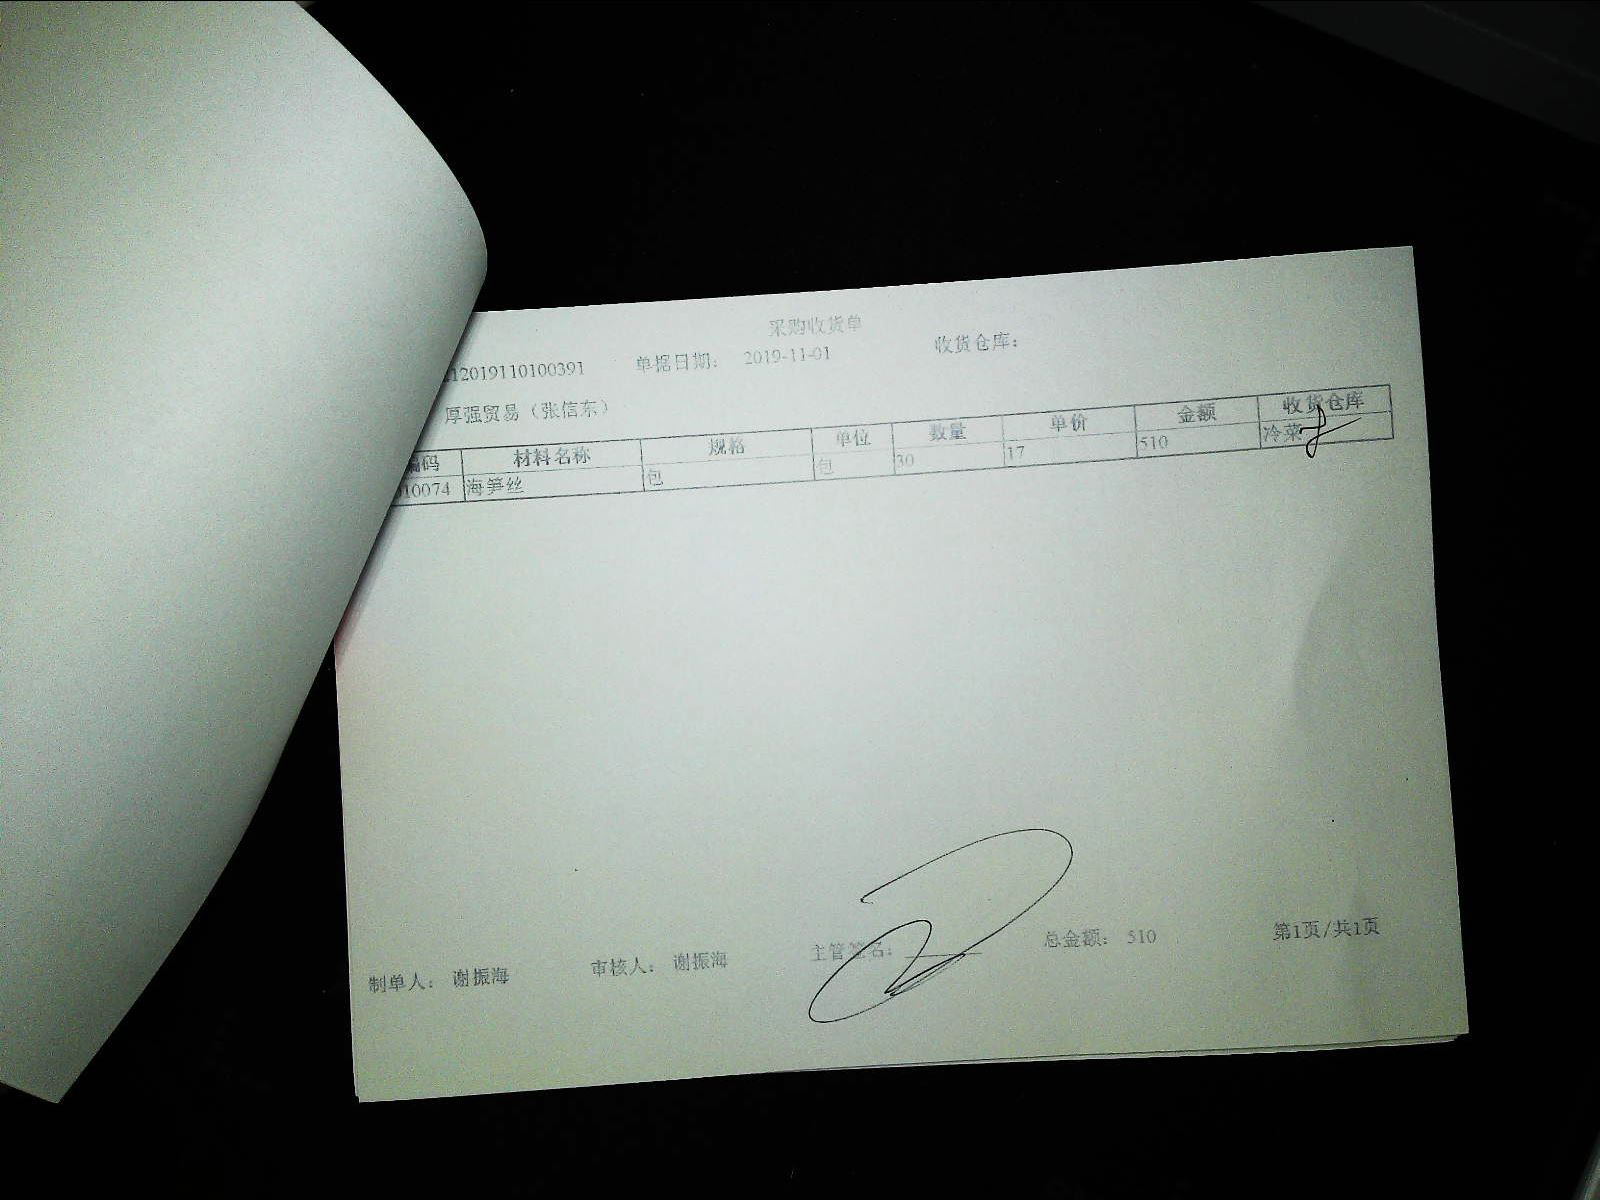 采购收货单
12019110100391 单据日期: 2019-11-01 收货仓库:
厚强贸易（张信东）
编码 材料名称 规格 单位 数量 单价 金额 收货仓库
10074 海笋丝 包 包 30 17 510 冷菜
制单人: 谢振海 审核人: 谢振海 主管签名: 总金额: 510 第1页/共1页